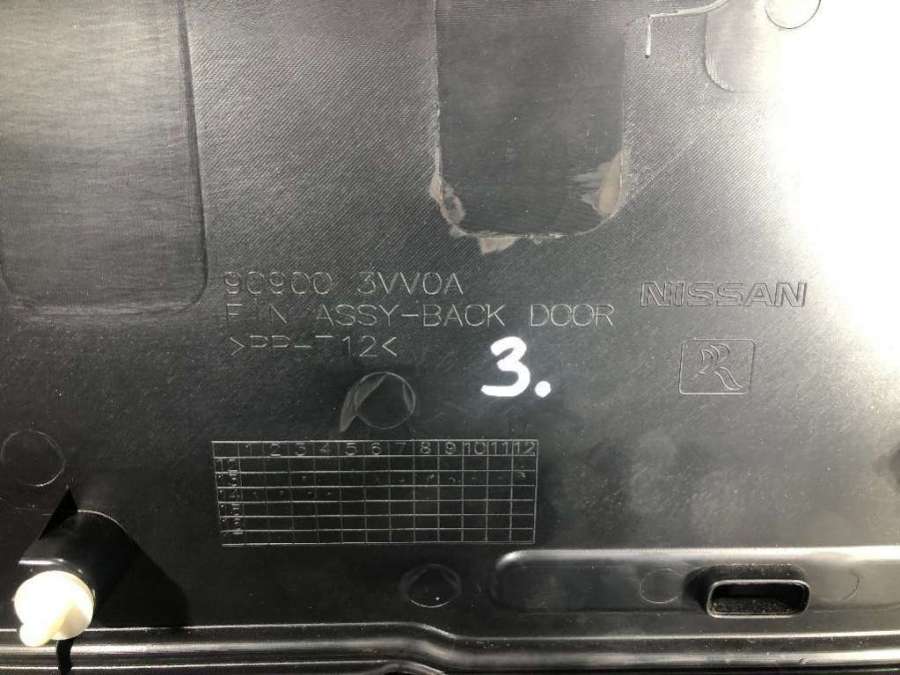 90900 3VV0A
FIN ASSY-BACK DOOR
>PP-T12<
NISSAN
3.
R
1 2 3 4 5 6 7 8 9 10 11 12